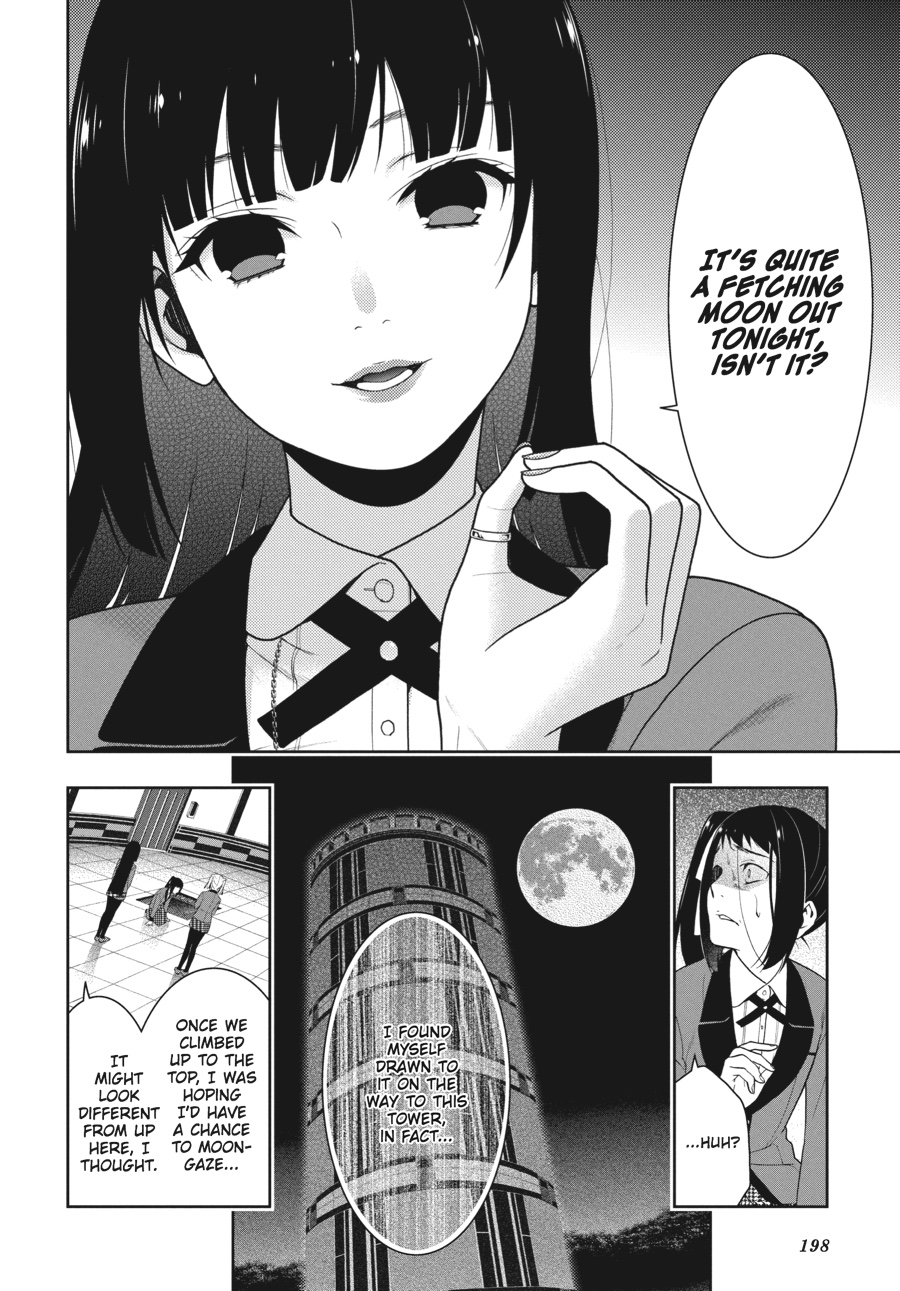 IT'S QUITE
A FETCHING
MOON OUT
TONIGHT,
ISN'T IT?
...HUH?
I FOUND
MYSELF
DRAWN TO
IT ON THE
WAY TO THIS
TOWER,
IN FACT...
ONCE WE
CLIMBED
UP TO THE
TOP, I WAS
HOPING
I'D HAVE
A CHANCE
TO MOON-
GAZE...
IT
MIGHT
LOOK
DIFFERENT
FROM UP
HERE, I
THOUGHT.
198